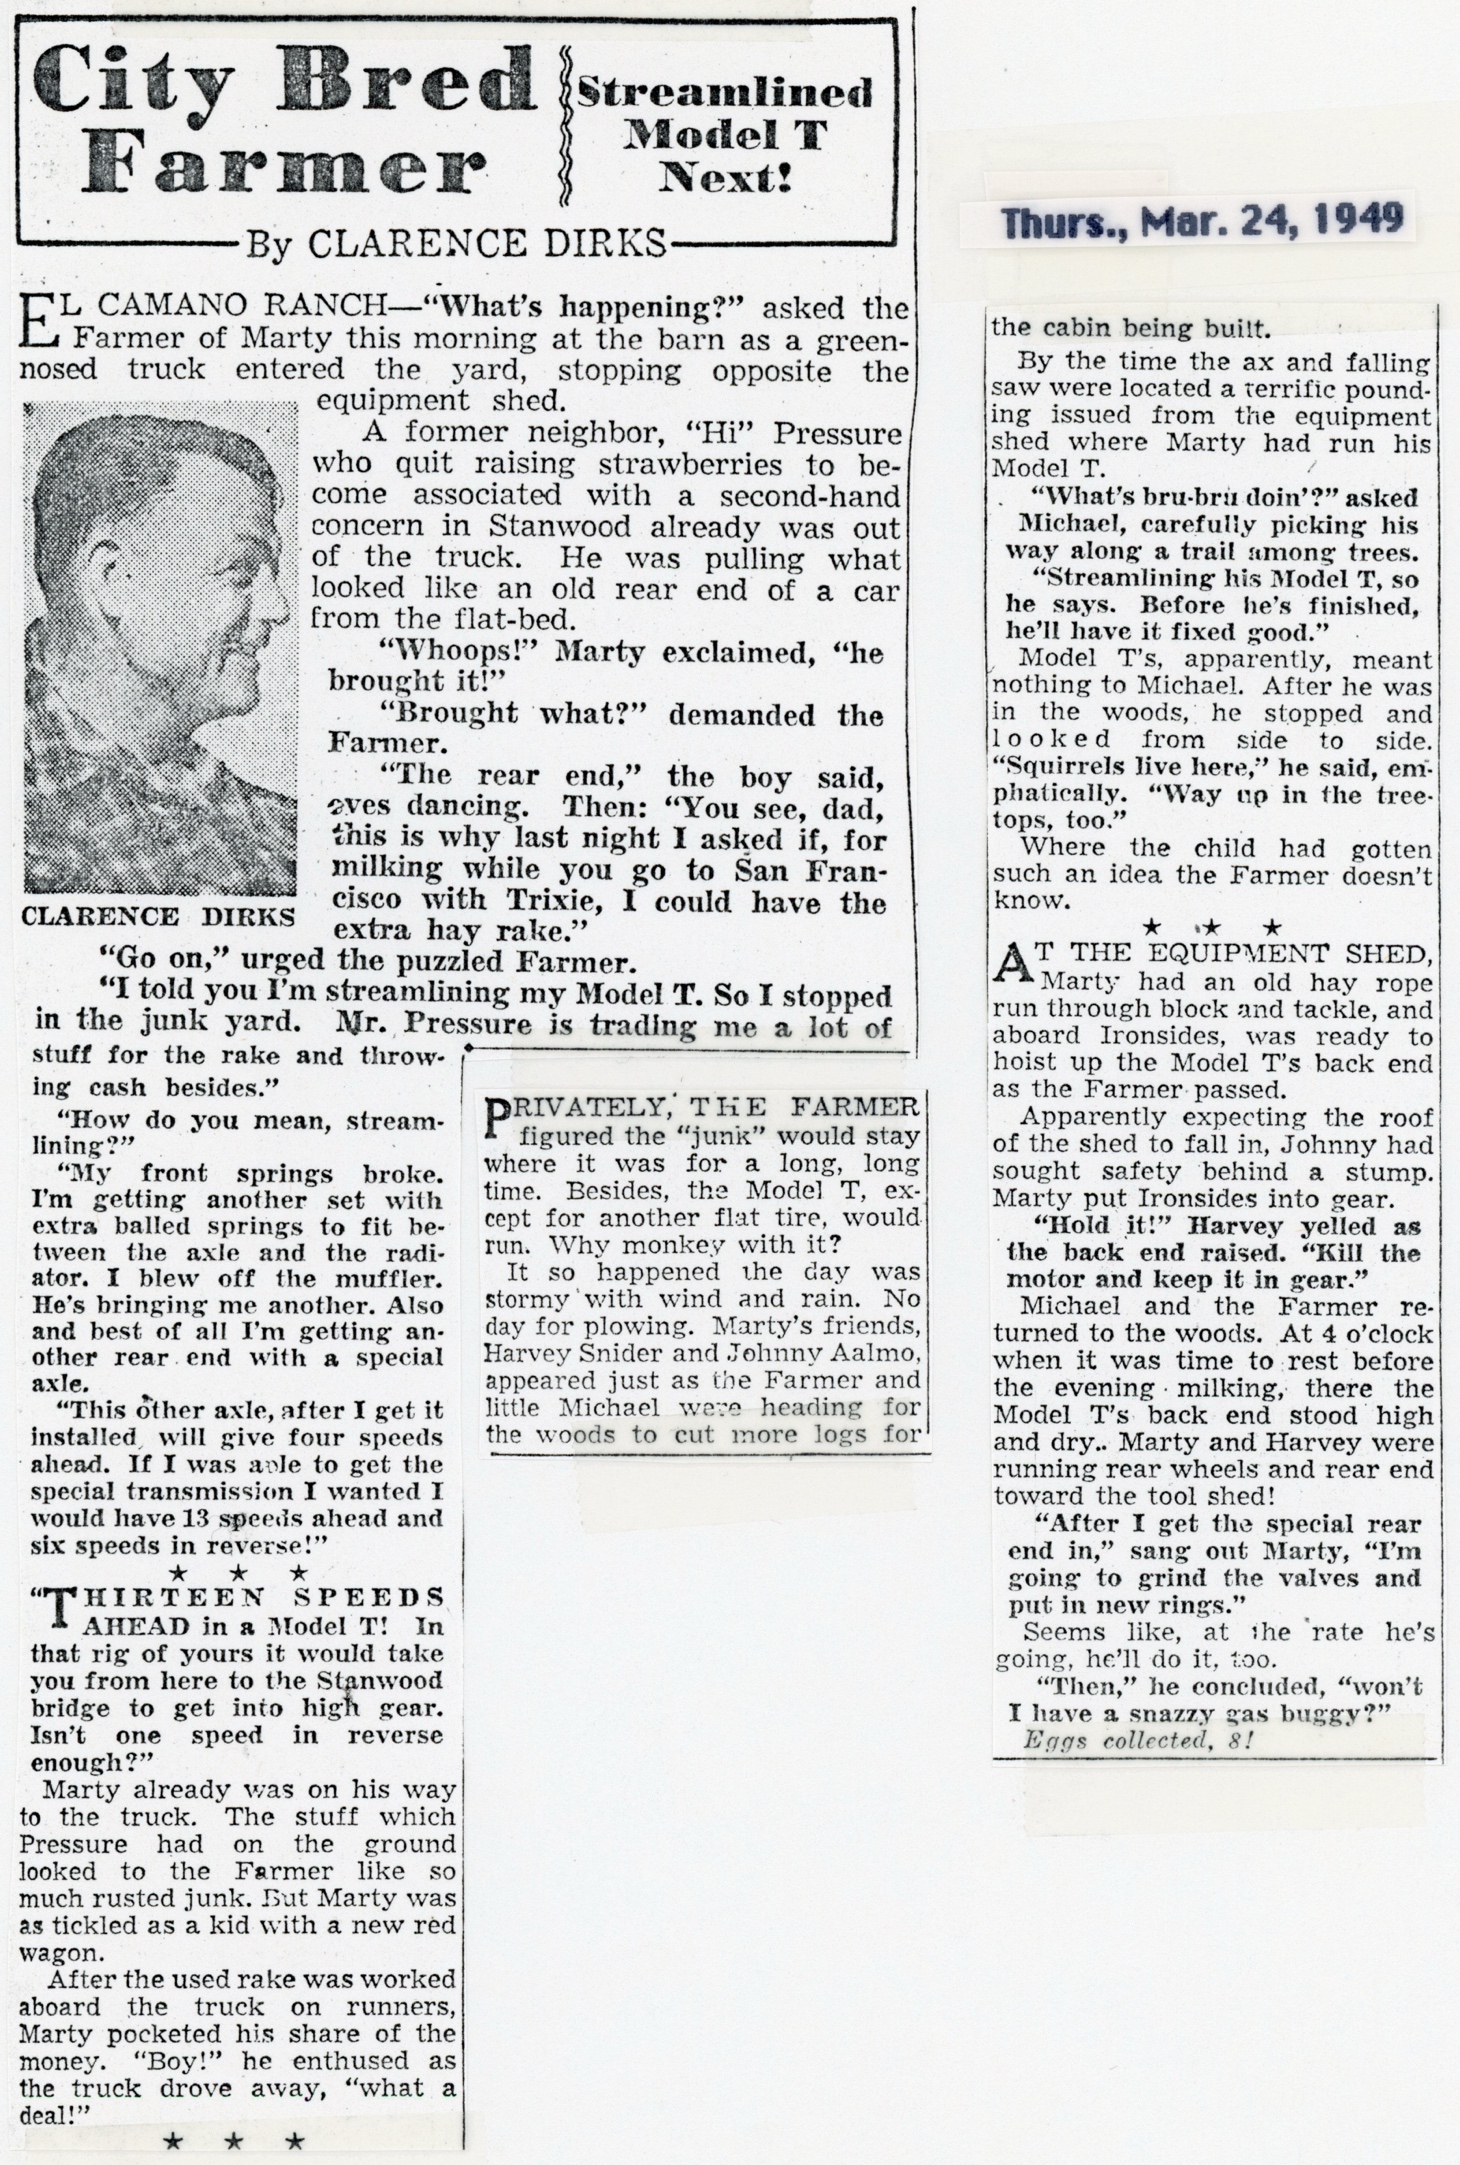 City Bred
Farmer
Streamlined
Model T
Next!
By CLARENCE DIRKS
Thurs., Mar. 24, 1949
EL CAMANO RANCH—“What's happening?” asked the
Farmer of Marty this morning at the barn as a green-
nosed truck entered the yard, stopping opposite the
equipment shed.
A former neighbor, “Hi” Pressure
who quit raising strawberries to be-
come associated with a second-hand
concern in Stanwood already was out
of the truck. He was pulling what
looked like an old rear end of a car
from the flat-bed.
“Whoops!” Marty exclaimed, “he
brought it!”
“Brought what?” demanded the
Farmer.
“The rear end,” the boy said,
eyes dancing. Then: “You see, dad,
this is why last night I asked if, for
milking while you go to San Fran-
cisco with Trixie, I could have the
extra hay rake.”
CLARENCE DIRKS
“Go on,” urged the puzzled Farmer.
“I told you I'm streamlining my Model T. So I stopped
in the junk yard. Mr. Pressure is trading me a lot of
stuff for the rake and throw-
ing cash besides.”
“How do you mean, stream-
lining?”
“My front springs broke.
I'm getting another set with
extra balled springs to fit be-
tween the axle and the radi-
ator. I blew off the muffler.
He's bringing me another. Also
and best of all I'm getting an-
other rear end with a special
axle.
“This other axle, after I get it
installed, will give four speeds
ahead. If I was able to get the
special transmission I wanted I
would have 13 speeds ahead and
six speeds in reverse!”
★ ★ ★
“THIRTEEN SPEEDS
AHEAD in a Model T! In
that rig of yours it would take
you from here to the Stanwood
bridge to get into high gear.
Isn't one speed in reverse
enough?”
Marty already was on his way
to the truck. The stuff which
Pressure had on the ground
looked to the Farmer like so
much rusted junk. But Marty was
as tickled as a kid with a new red
wagon.
After the used rake was worked
aboard the truck on runners,
Marty pocketed his share of the
money. “Boy!” he enthused as
the truck drove away, “what a
deal!”
★ ★ ★
PRIVATELY, THE FARMER
figured the “junk” would stay
where it was for a long, long
time. Besides, the Model T, ex-
cept for another flat tire, would
run. Why monkey with it?
It so happened the day was
stormy with wind and rain. No
day for plowing. Marty's friends,
Harvey Snider and Johnny Aalmo,
appeared just as the Farmer and
little Michael were heading for
the woods to cut more logs for
the cabin being built.
By the time the ax and falling
saw were located a terrific pound-
ing issued from the equipment
shed where Marty had run his
Model T.
“What's bru-bru doin'?” asked
Michael, carefully picking his
way along a trail among trees.
“Streamlining his Model T, so
he says. Before he's finished,
he'll have it fixed good.”
Model T's, apparently, meant
nothing to Michael. After he was
in the woods, he stopped and
looked from side to side.
“Squirrels live here,” he said, em-
phatically. “Way up in the tree-
tops, too.”
Where the child had gotten
such an idea the Farmer doesn't
know.
★ ★ ★
AT THE EQUIPMENT SHED,
Marty had an old hay rope
run through block and tackle, and
aboard Ironsides, was ready to
hoist up the Model T's back end
as the Farmer passed.
Apparently expecting the roof
of the shed to fall in, Johnny had
sought safety behind a stump.
Marty put Ironsides into gear.
“Hold it!” Harvey yelled as
the back end raised. “Kill the
motor and keep it in gear.”
Michael and the Farmer re-
turned to the woods. At 4 o'clock
when it was time to rest before
the evening milking, there the
Model T's back end stood high
and dry.. Marty and Harvey were
running rear wheels and rear end
toward the tool shed!
“After I get the special rear
end in,” sang out Marty, “I'm
going to grind the valves and
put in new rings.”
Seems like, at the rate he's
going, he'll do it, too.
“Then,” he concluded, “won't
I have a snazzy gas buggy?”
Eggs collected, 8!